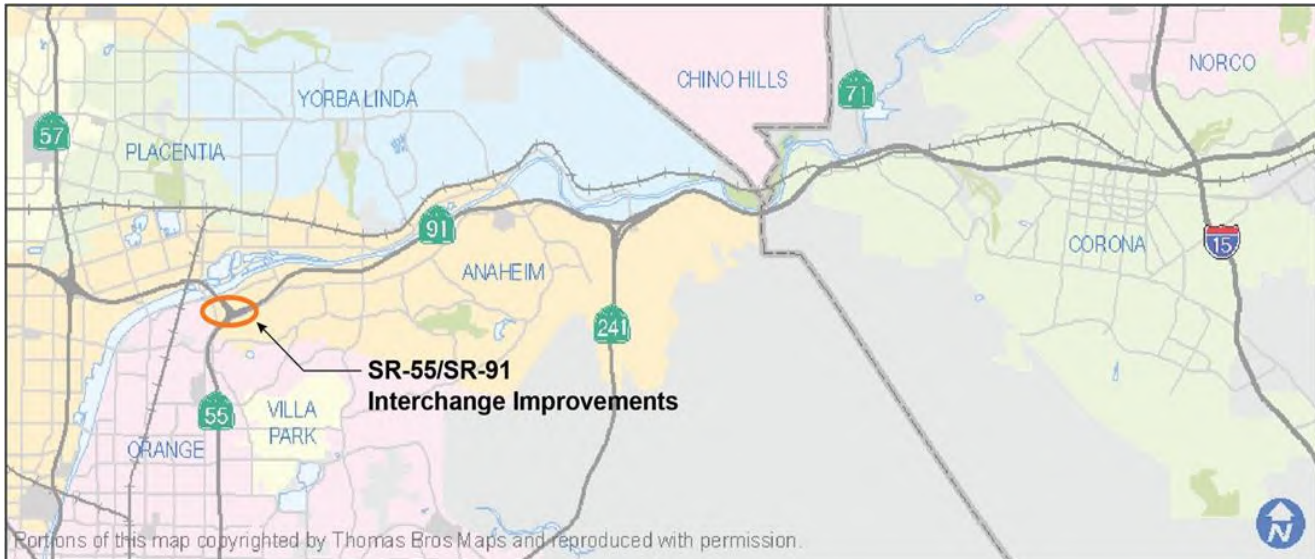 CHINO HILLS
NORCO
71
YORBA LINDA
57
PLACENTIA
91
ANAHEIM
CORONA
15
241
SR-55/SR-91
Interchange Improvements
55
VILLA
PARK
ORANGE
N
Portions of this map copyrighted by Thomas Bros Maps and reproduced with permission.